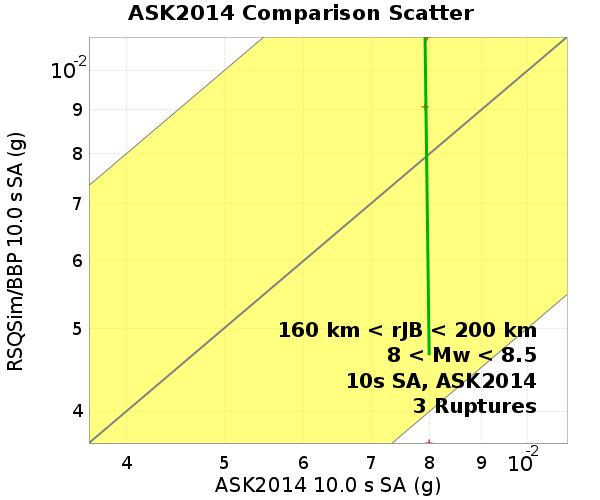 ASK2014 Comparison Scatter
RSQSim/BBP 10.0 s SA (g)
10-2
9
8
7
6
5
4
160 km < rJB < 200 km
8 < Mw < 8.5
10s SA, ASK2014
3 Ruptures
4 5 6 7 8 9 10-2
ASK2014 10.0 s SA (g)